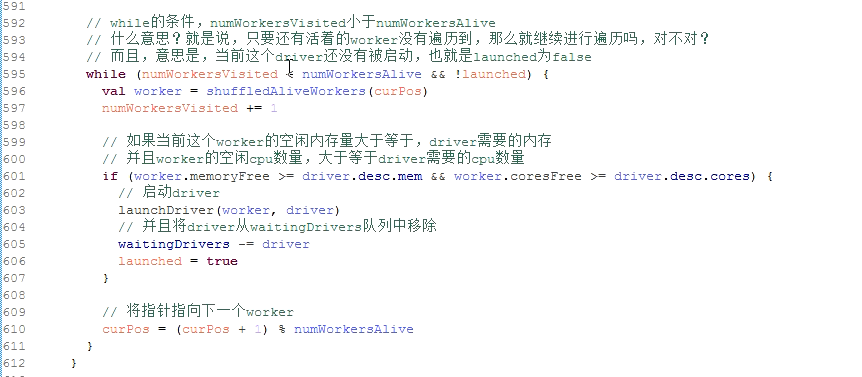 591
592 // while的条件，numWorkersVisited小于numWorkersAlive
593 // 什么意思？就是说，只要还有活着的worker没有遍历到，那么就继续进行遍历吗，对不对？
594 // 而且，意思是，当前这个driver还没有被启动，也就是launched为false
595 while (numWorkersVisited < numWorkersAlive && !launched) {
596 val worker = shuffledAliveWorkers(curPos)
597 numWorkersVisited += 1
598
599 // 如果当前这个worker的空闲内存量大于等于，driver需要的内存
600 // 并且worker的空闲cpu数量，大于等于driver需要的cpu数量
601 if (worker.memoryFree >= driver.desc.mem && worker.coresFree >= driver.desc.cores) {
602 // 启动driver
603 launchDriver(worker, driver)
604 // 并且将driver从waitingDrivers队列中移除
605 waitingDrivers -= driver
606 launched = true
607 }
608
609 // 将指针指向下一个worker
610 curPos = (curPos + 1) % numWorkersAlive
611 }
612 }